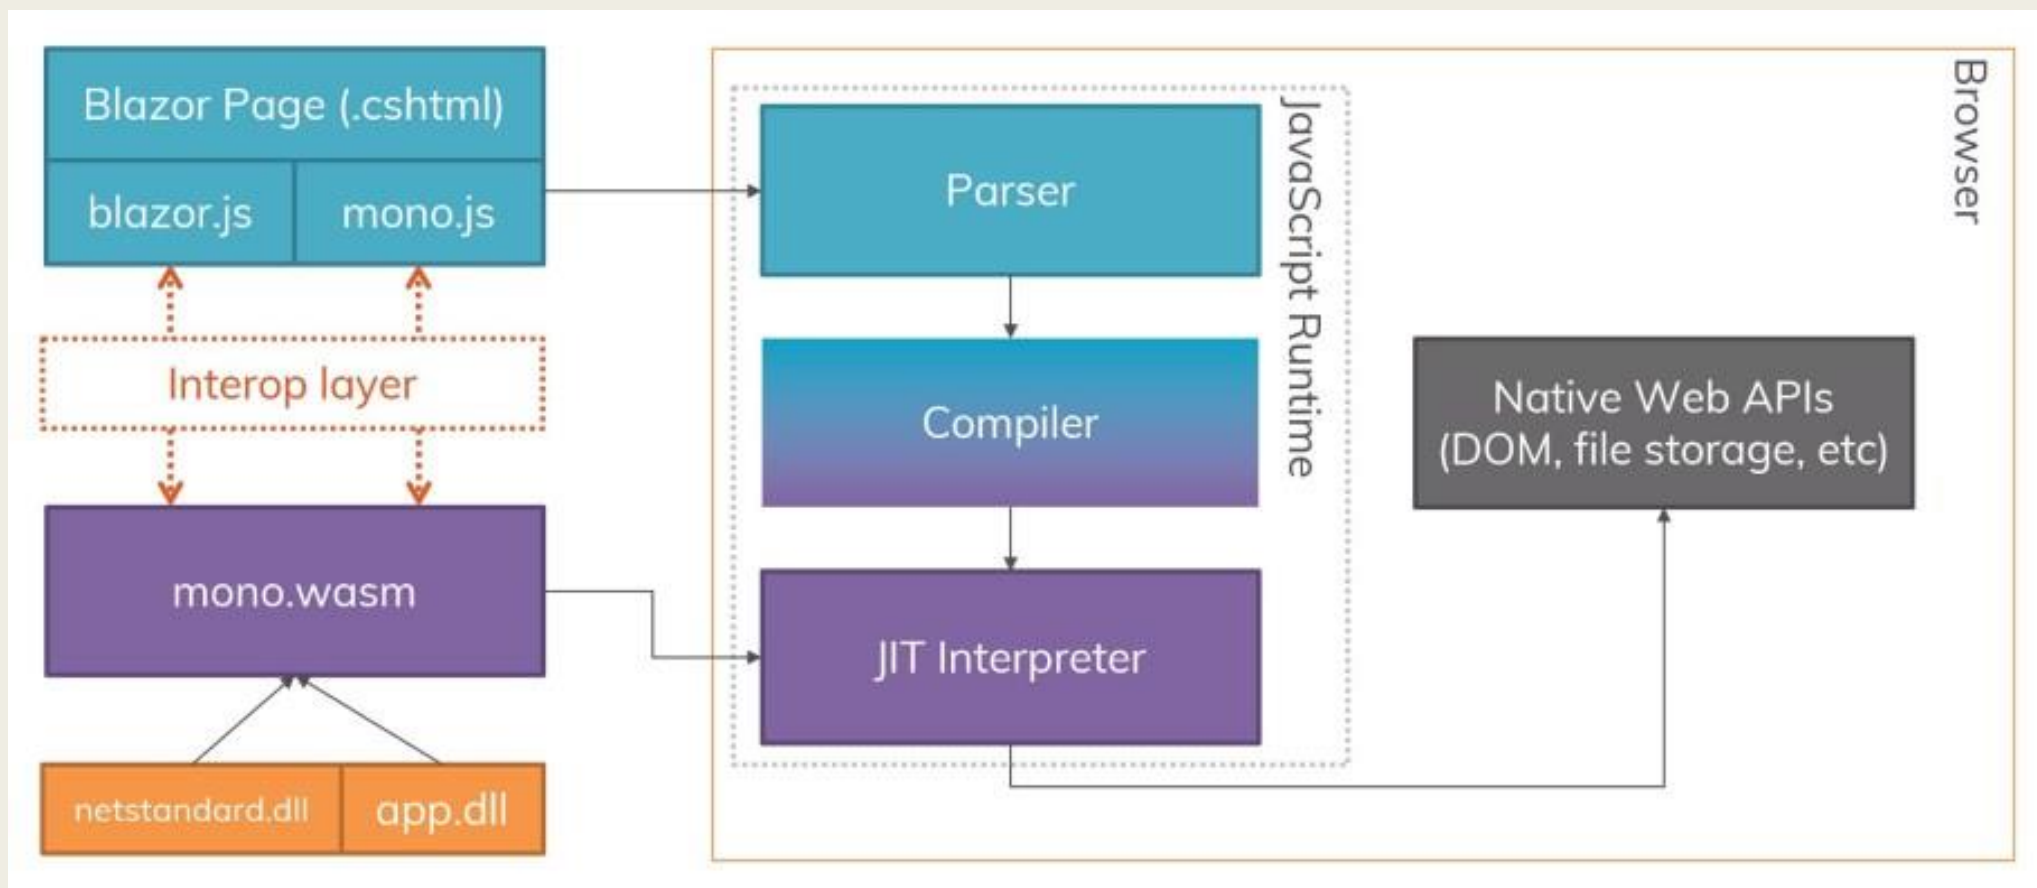 Blazor Page (.cshtml)
blazor.js
mono.js
Interop layer
mono.wasm
netstandard.dll
app.dll
Parser
Compiler
JIT Interpreter
JavaScript Runtime
Native Web APIs
(DOM, file storage, etc)
Browser